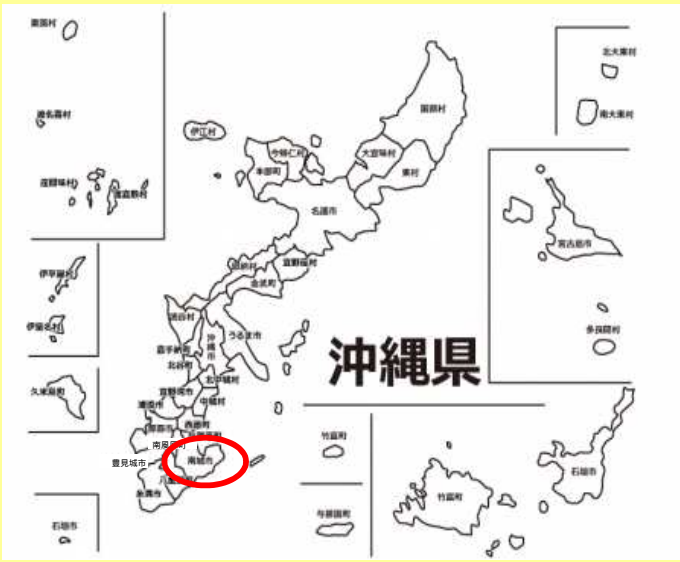 粟国村
渡名喜村
座間味村
渡嘉敷村
伊平屋村
伊是名村
久米島町
石垣市
伊江村
今帰仁村
本部町
国頭村
大宜味村
東村
名護市
恩納村
宜野座村
金武町
読谷村
うるま市
沖縄市
嘉手納町
北谷町
北中城村
宜野湾市
中城村
浦添市
西原町
那覇市
南風原町
豊見城市
南城市
糸満市
沖縄県
北大東村
南大東村
宮古島市
多良間村
竹富町
与那国町
竹富町
石垣市